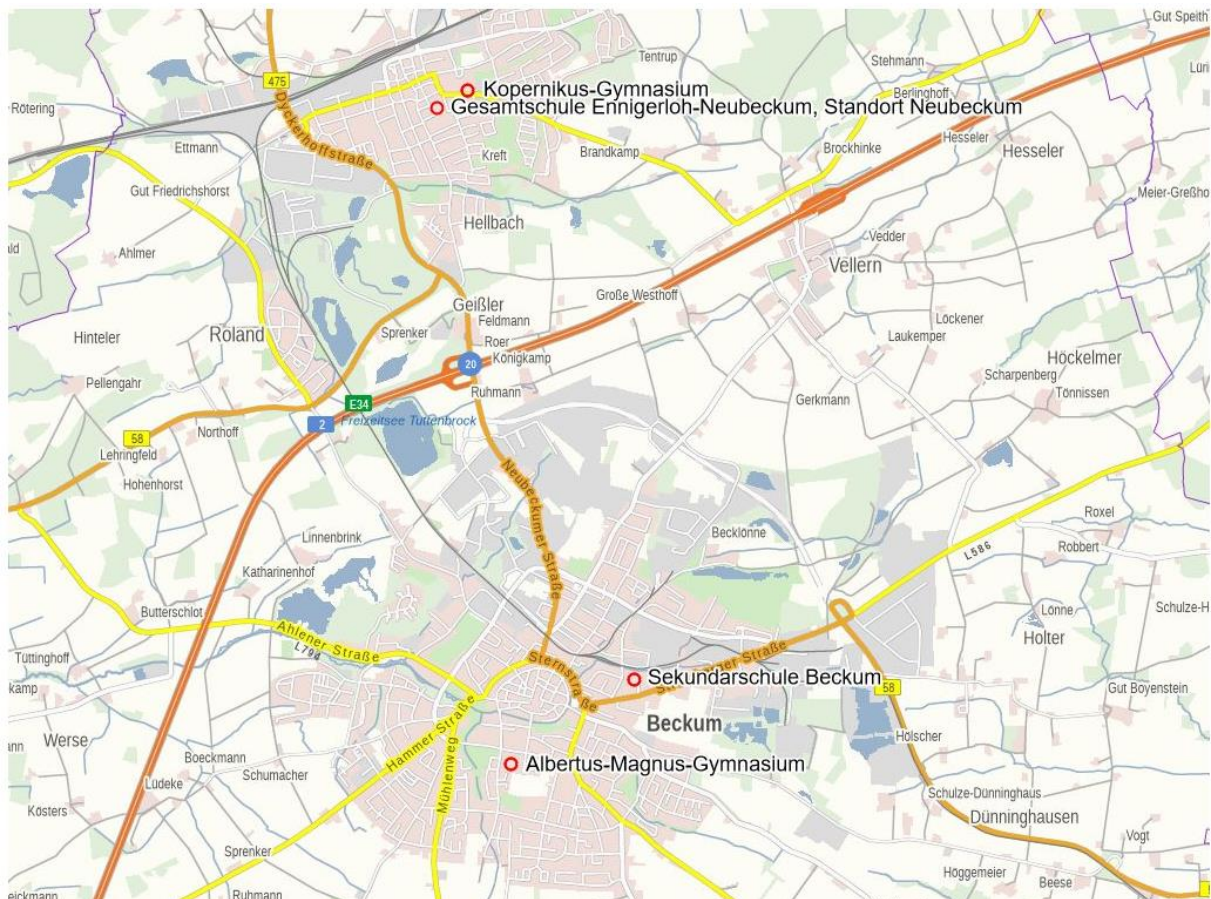 Gut Speith
Tentrup
Stehmann
475
Kopernikus-Gymnasium
Berlinghoff
Rötering
Gesamtschule Ennigerloh-Neubeckum, Standort Neubeckum
Dyckerhoffstraße
Ettmann
Kreft
Brandkamp
Brockhinke
Hesseler
Hesseler
Gut Friedrichshorst
Hellbach
Vedder
Ahlmer
Vellern
Große Westhoff
Geißler
Feldmann
Löckener
Hinteler
Roland
Sprenker
Roer
Laukemper
Königkamp
Höckelmer
Scharpenberg
20
Pellengahr
Ruhmann
Tönnissen
Gerkmann
E34
2
Freizeitsee Tuttenbrock
Northoff
58
Lehringfeld
Hohenhorst
Neubeckumer Straße
Roxel
Becklönne
Linnenbrink
L586
Robbert
Katharinenhof
Butterschlot
Lönne
Ahlener Straße
Holter
L794
Tüttinghoff
Sternstraße
Sekundarschule Beckum
58
kamp
Gut Boyenstein
Hammer Straße
Beckum
Werse
Hölscher
Boeckmann
Mühlenweg
Albertus-Magnus-Gymnasium
Schumacher
Lüdeke
Schulze-Dünninghaus
Kösters
Dünninghausen
Vogt
Sprenker
Höggemeier
Beese
Ruhmann